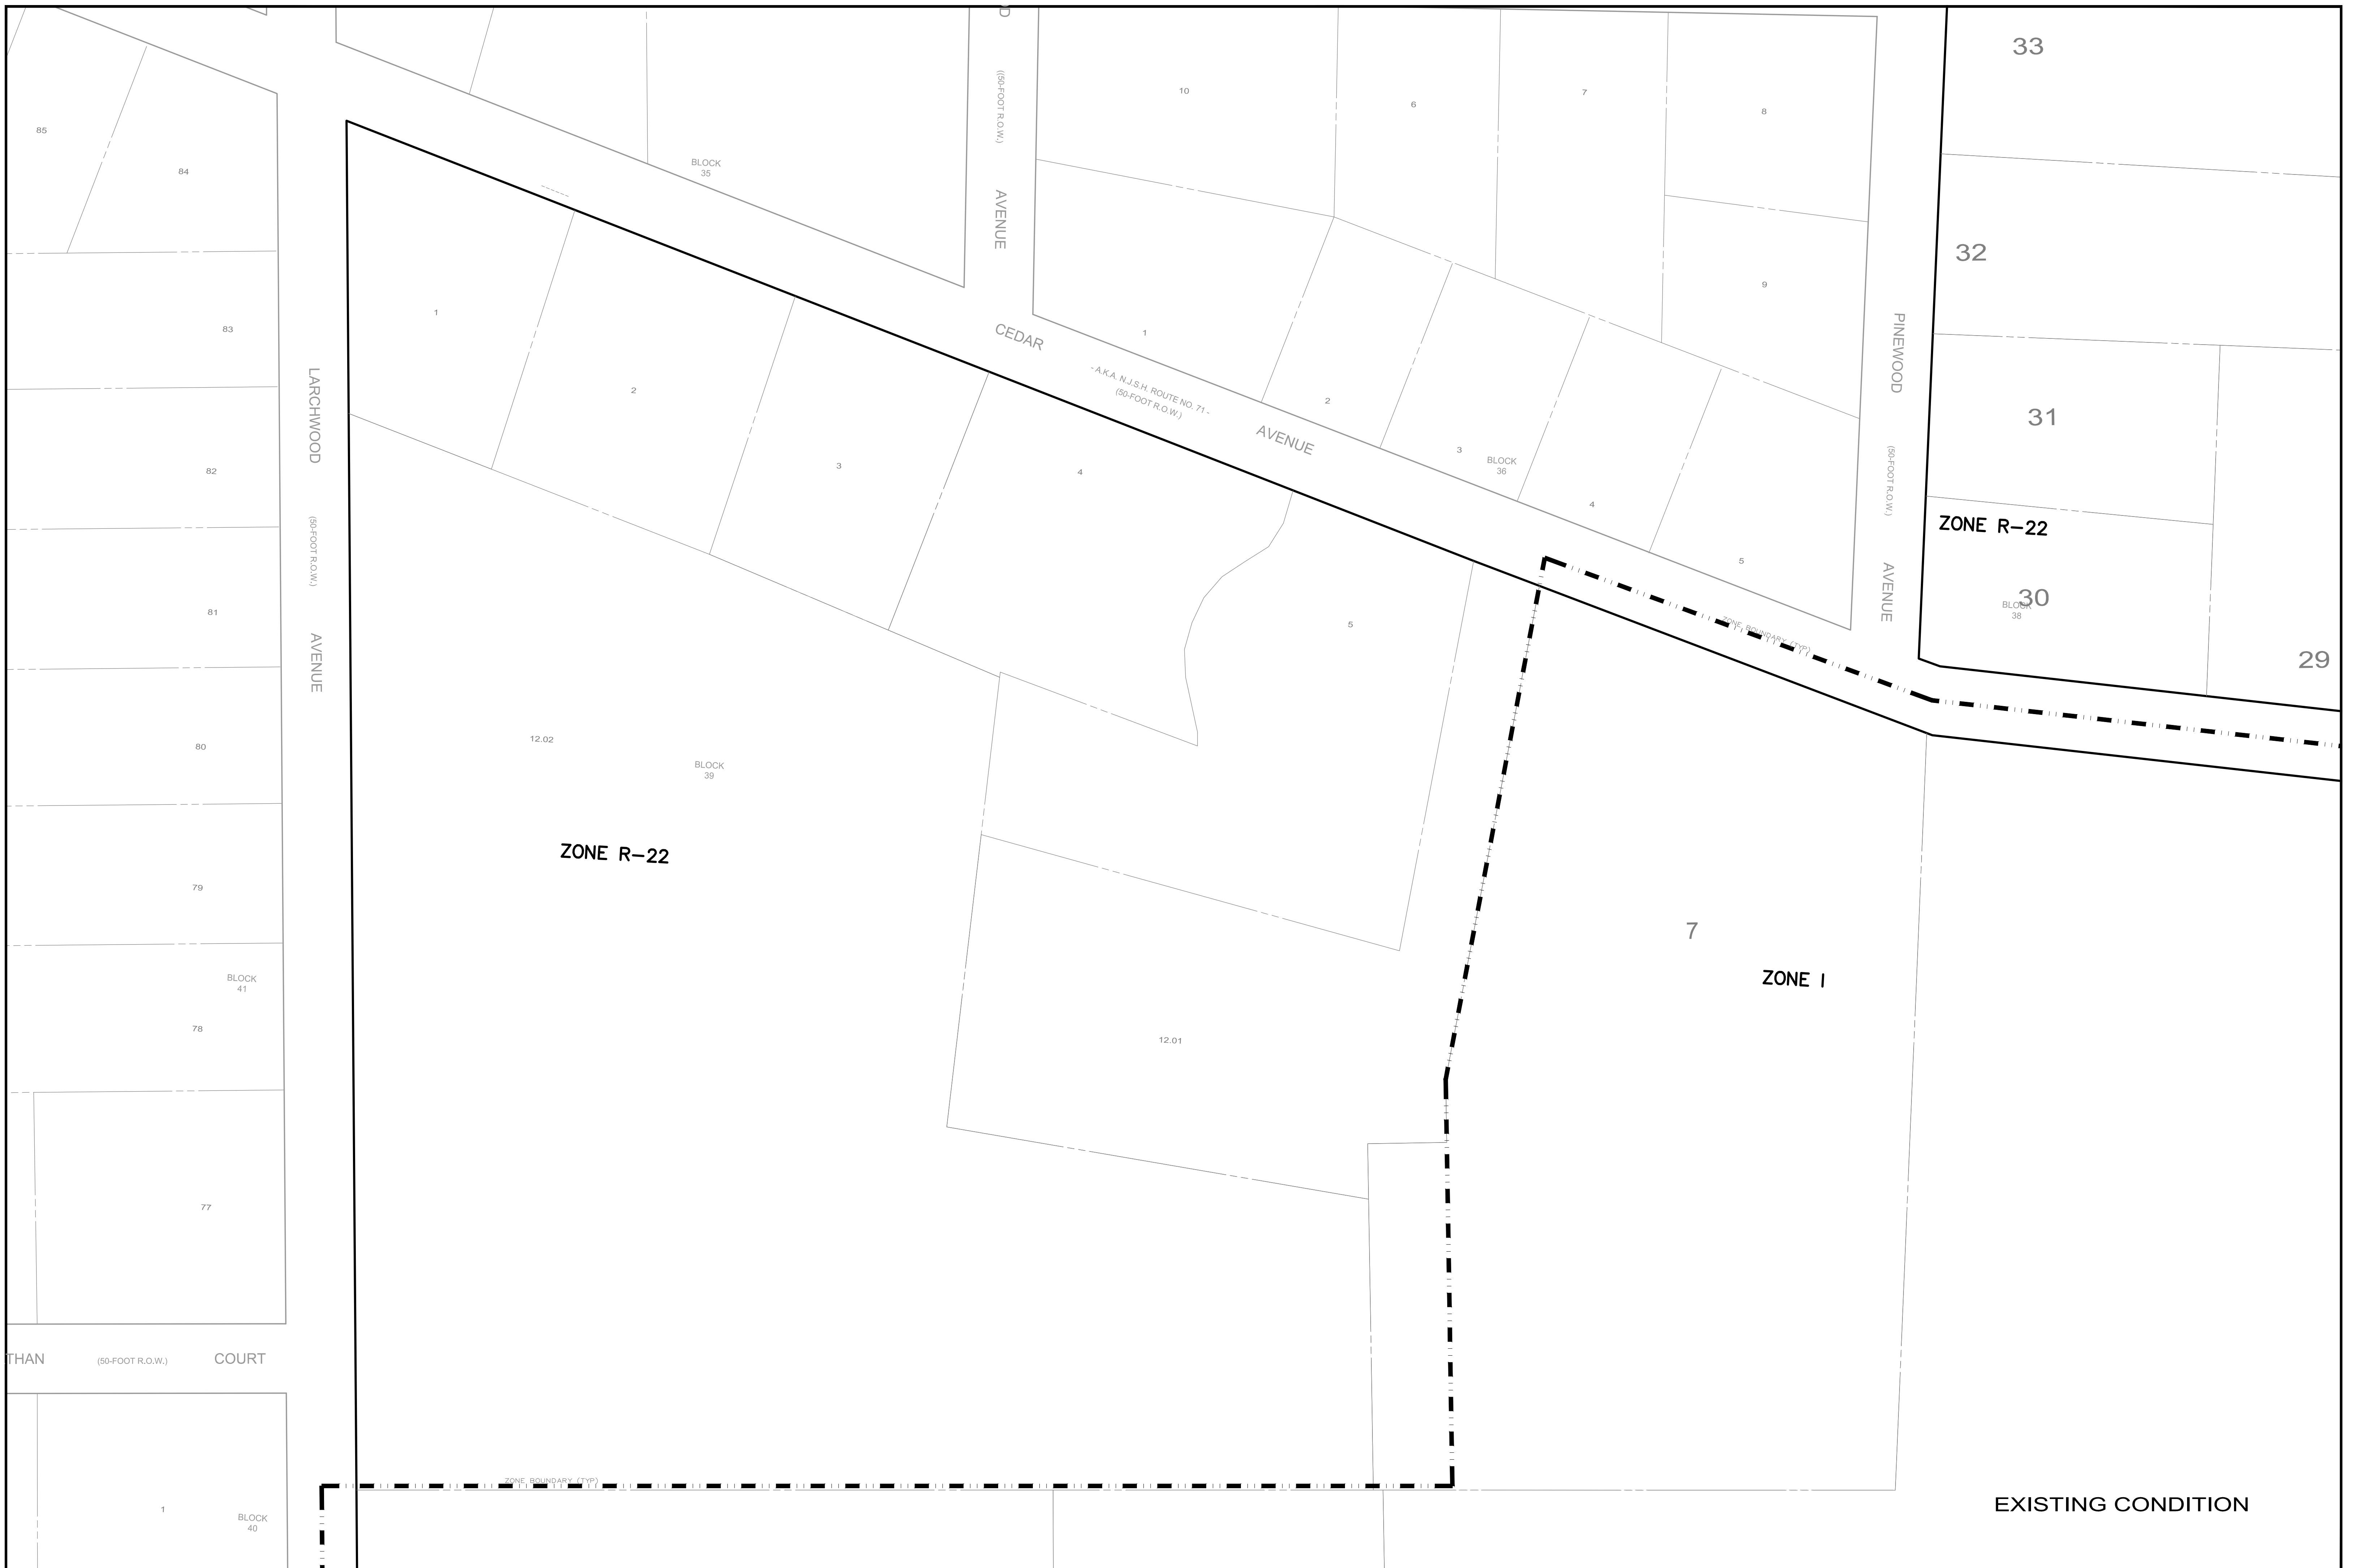 D
33
(50-FOOT R.O.W.)
10
7
6
8
85
BLOCK
35
84
AVENUE
32
9
1
83
CEDAR
1
PINEWOOD
- A.K.A. N.J.S.H. ROUTE NO. 71 -
(50-FOOT R.O.W.)
2
2
LARCHWOOD
31
AVENUE
3
BLOCK
36
82
3
4
(50-FOOT R.O.W.)
4
ZONE R-22
(50-FOOT R.O.W.)
5
AVENUE
30
BLOCK
38
81
5
ZONE BOUNDARY (TYP)
AVENUE
29
12.02
80
BLOCK
39
ZONE R-22
79
7
BLOCK
41
ZONE I
78
12.01
77
THAN
(50-FOOT R.O.W.)
COURT
ZONE BOUNDARY (TYP)
1
BLOCK
40
EXISTING CONDITION